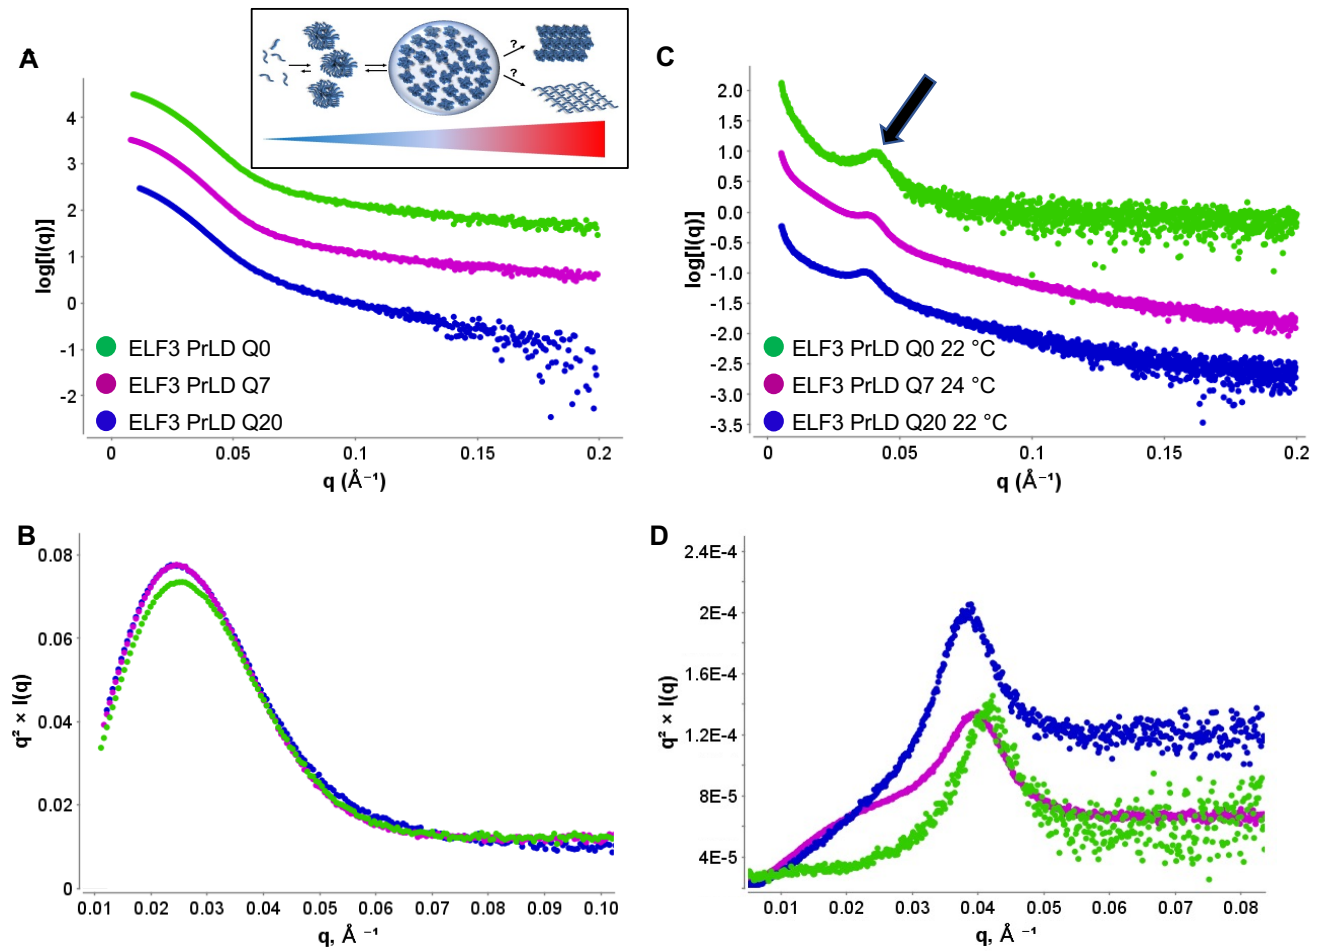 A
?
?
log[I(q)]
4
3
2
1
0
-1
-2
ELF3 PrLD Q0
ELF3 PrLD Q7
ELF3 PrLD Q20
0
0.05
0.1
0.15
0.2
q (Å⁻¹)
C
log[I(q)]
2.0
1.5
1.0
0.5
0.0
-0.5
-1.0
-1.5
-2.0
-2.5
-3.0
-3.5
ELF3 PrLD Q0 22 °C
ELF3 PrLD Q7 24 °C
ELF3 PrLD Q20 22 °C
0
0.05
0.1
0.15
0.2
q (Å⁻¹)
B
q² × I(q)
0.08
0.06
0.04
0.02
0
0.01
0.02
0.03
0.04
0.05
0.06
0.07
0.08
0.09
0.10
q, Å⁻¹
D
q² × I(q)
2.4E-4
2E-4
1.6E-4
1.2E-4
8E-5
4E-5
0.01
0.02
0.03
0.04
0.05
0.06
0.07
0.08
q, Å⁻¹